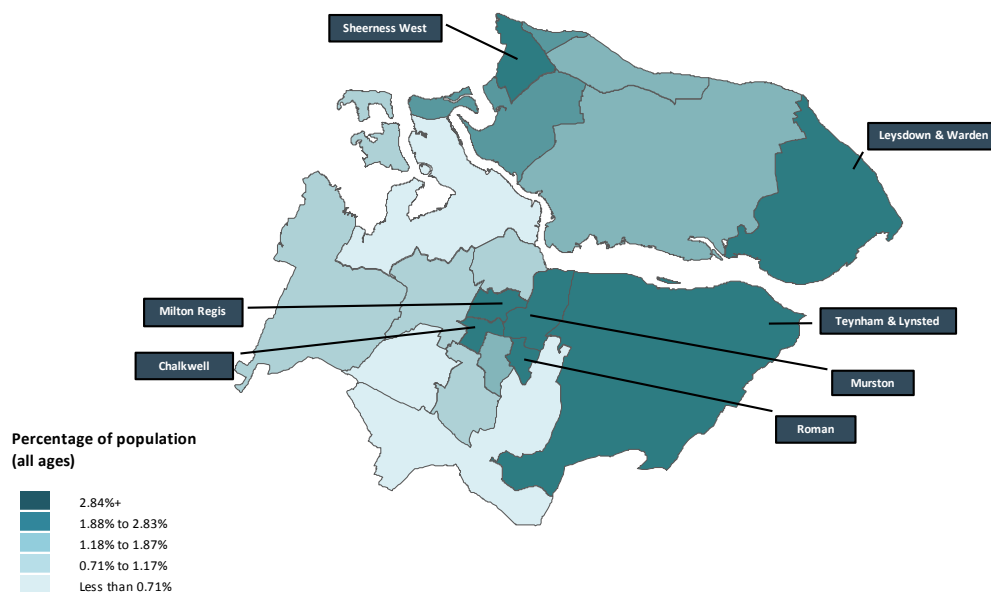 Sheerness West
Leysdown & Warden
Milton Regis
Teynham & Lynsted
Chalkwell
Murston
Roman
Percentage of population
(all ages)
2.84%+
1.88% to 2.83%
1.18% to 1.87%
0.71% to 1.17%
Less than 0.71%